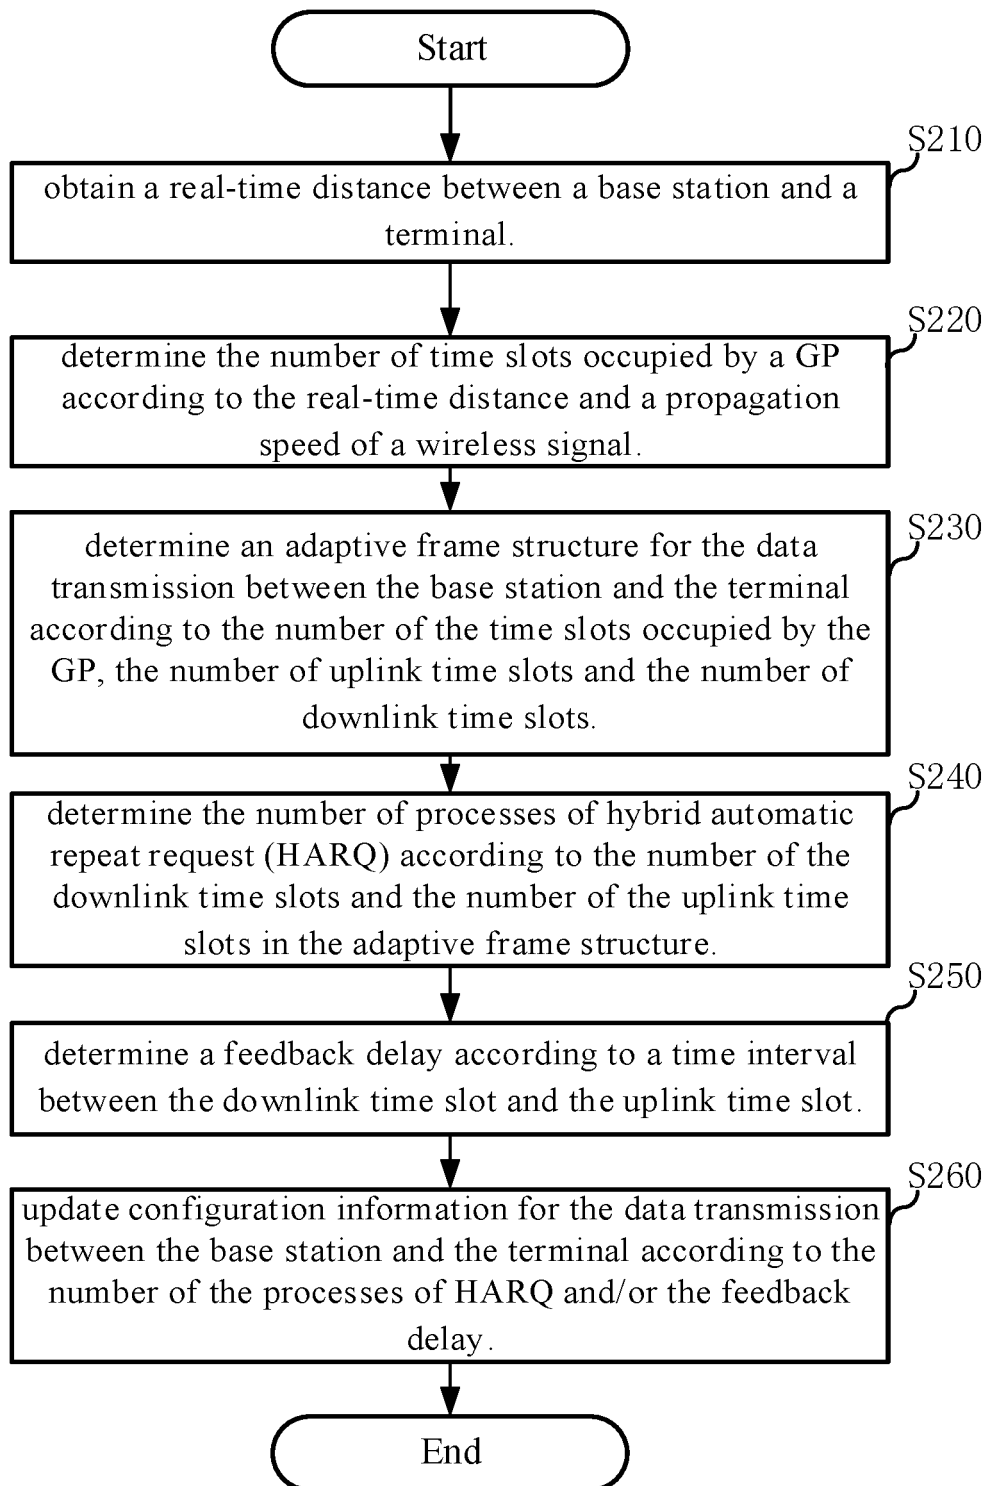 Start
S210
obtain a real-time distance between a base station and a
terminal.
S220
determine the number of time slots occupied by a GP
according to the real-time distance and a propagation
speed of a wireless signal.
S230
determine an adaptive frame structure for the data
transmission between the base station and the terminal
according to the number of the time slots occupied by the
GP, the number of uplink time slots and the number of
downlink time slots.
S240
determine the number of processes of hybrid automatic
repeat request (HARQ) according to the number of the
downlink time slots and the number of the uplink time
slots in the adaptive frame structure.
S250
determine a feedback delay according to a time interval
between the downlink time slot and the uplink time slot.
S260
update configuration information for the data transmission
between the base station and the terminal according to the
number of the processes of HARQ and/or the feedback
delay.
End